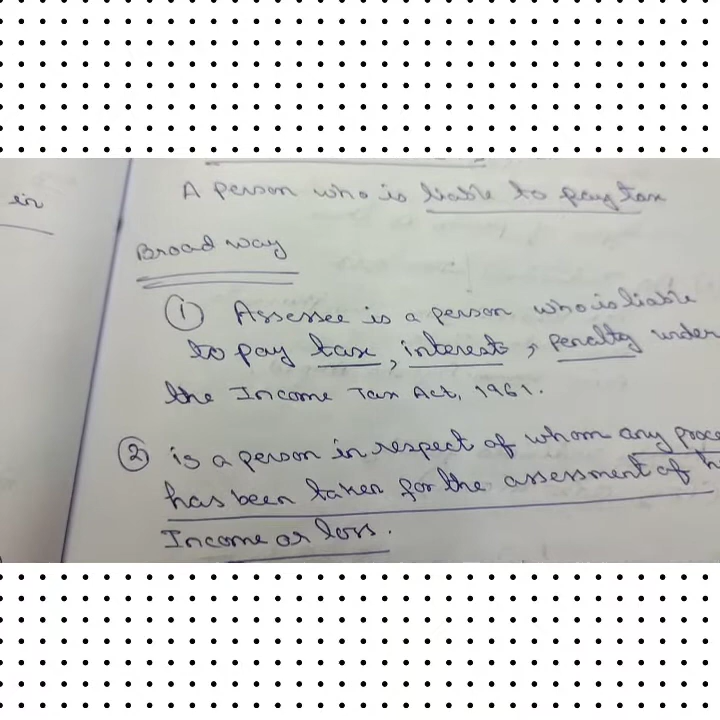 in
A person who is liable to pay tax
Broad way
① Assessee is a person who is liable
to pay tax, interest, penalty under
the Income Tax Act, 1961.
② is a person in respect of whom any
has been taken for the assessment of
Income or loss.